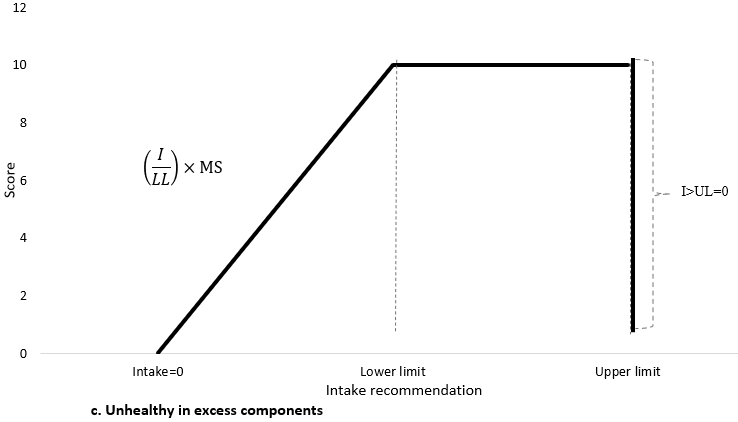 12
10
8
6
4
2
0
Score
(I/LL) × MS
I>UL=0
Intake=0 Lower limit Upper limit
Intake recommendation
c. Unhealthy in excess components